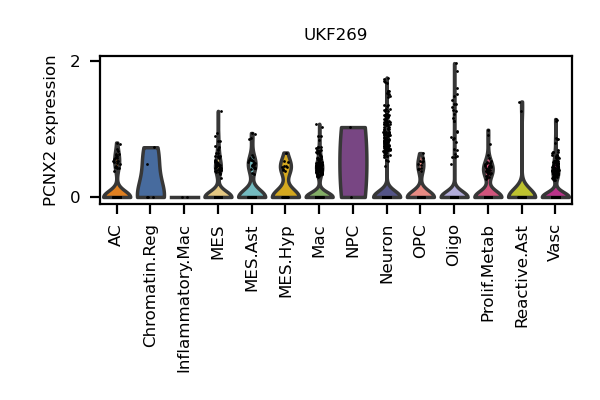 UKF269
PCNX2 expression
2
0
AC
Chromatin.Reg
Inflammatory.Mac
MES
MES.Ast
MES.Hyp
Mac
NPC
Neuron
OPC
Oligo
Prolif.Metab
Reactive.Ast
Vasc